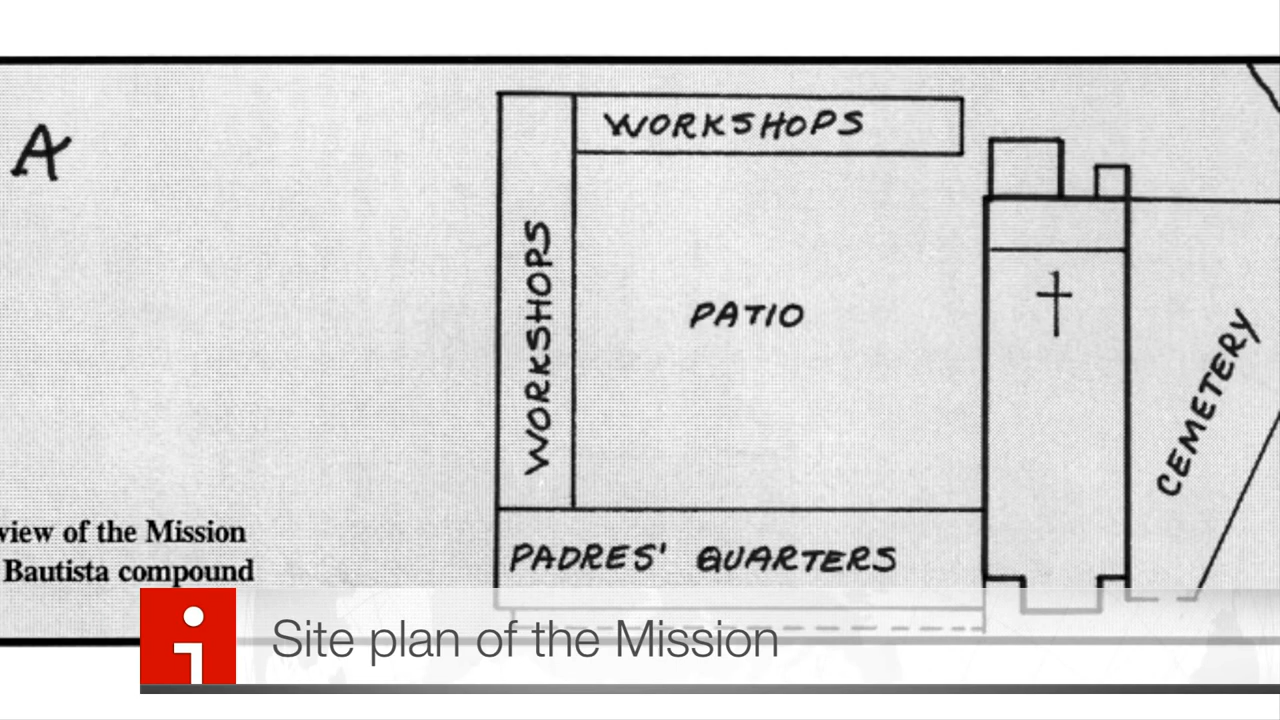 A
WORKSHOPS
WORKSHOPS
PATIO
CEMETERY
view of the Mission
Bautista compound
PADRES' QUARTERS
i
Site plan of the Mission